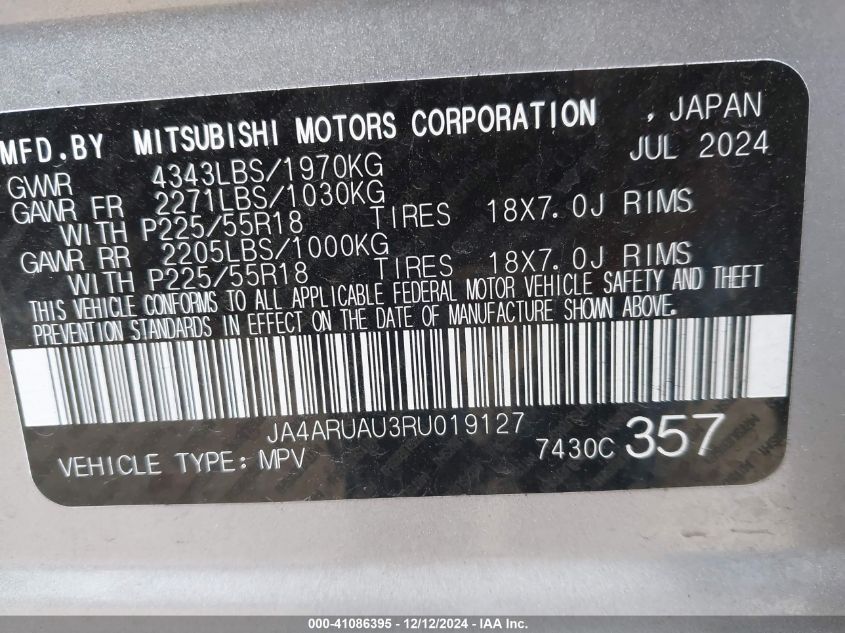 MFD.BY MITSUBISHI MOTORS CORPORATION , JAPAN
JUL 2024
GWWR 4343LBS/1970KG
GAWR FR 2271LBS/1030KG
WITH P225/55R18 TIRES 18X7.0J RIMS
GAWR RR 2205LBS/1000KG
WITH P225/55R18 TIRES 18X7.0J RIMS
THIS VEHICLE CONFORMS TO ALL APPLICABLE FEDERAL MOTOR VEHICLE SAFETY AND THEFT
PREVENTION STANDARDS IN EFFECT ON THE DATE OF MANUFACTURE SHOWN ABOVE.
JA4ARUAU3RU019127
VEHICLE TYPE: MPV 7430C 357
000-41086395 - 12/12/2024 - IAA Inc.